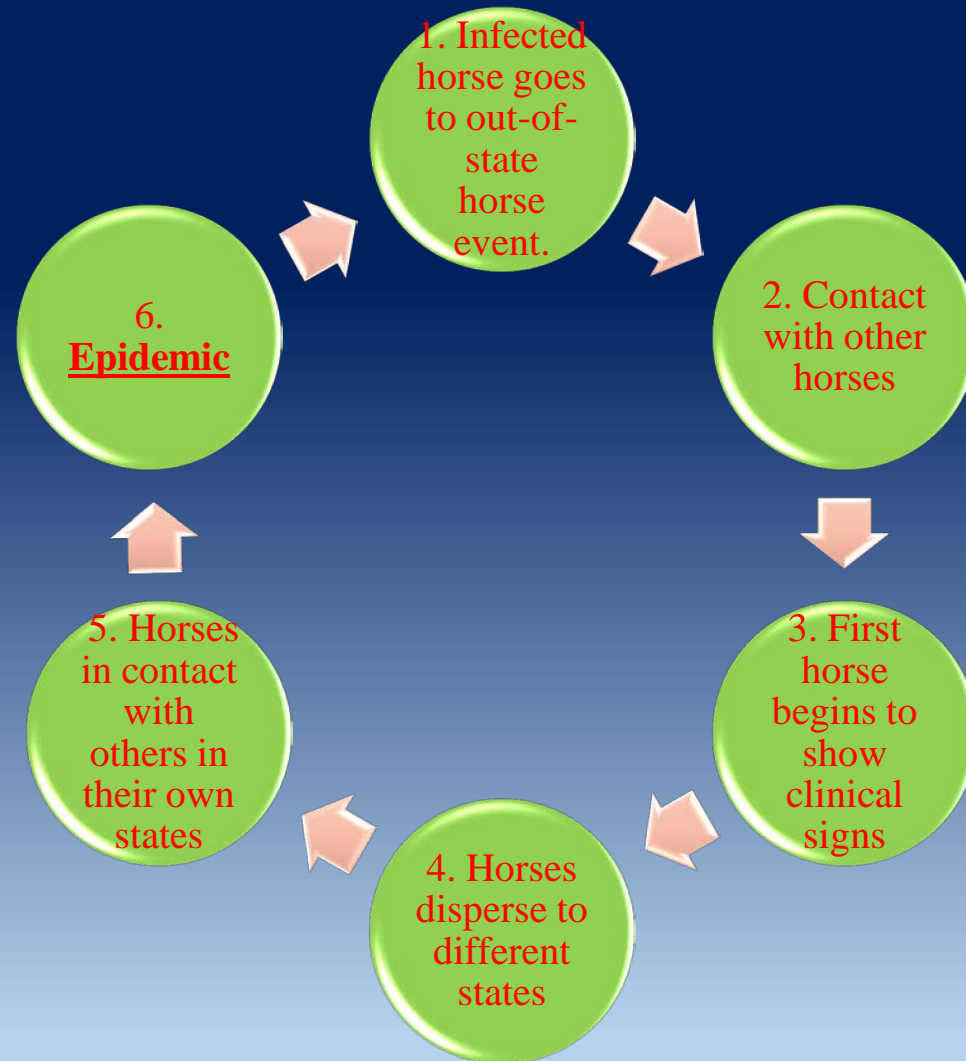 1. Infected
horse goes
to out-of-
state
horse
event.
2. Contact
with other
horses
3. First
horse
begins to
show
clinical
signs
4. Horses
disperse to
different
states
5. Horses
in contact
with
others in
their own
states
6.
Epidemic